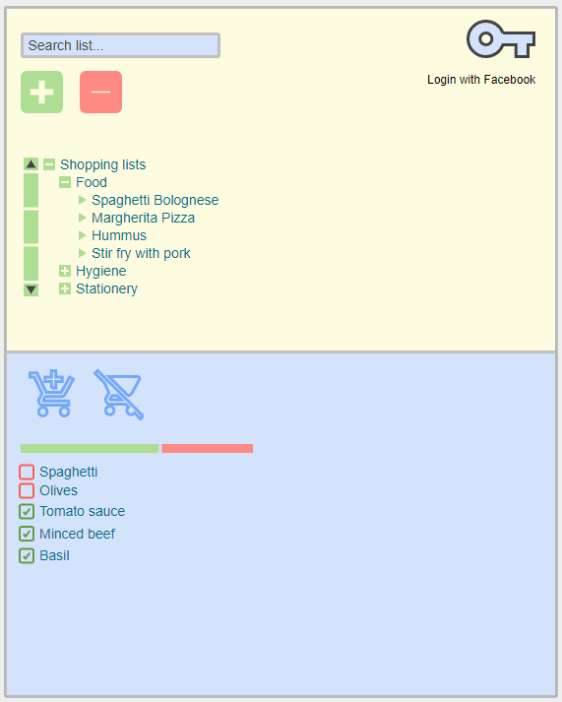 Search list...
Login with Facebook
Shopping lists
Food
Spaghetti Bolognese
Margherita Pizza
Hummus
Stir fry with pork
Hygiene
Stationery
Spaghetti
Olives
Tomato sauce
Minced beef
Basil